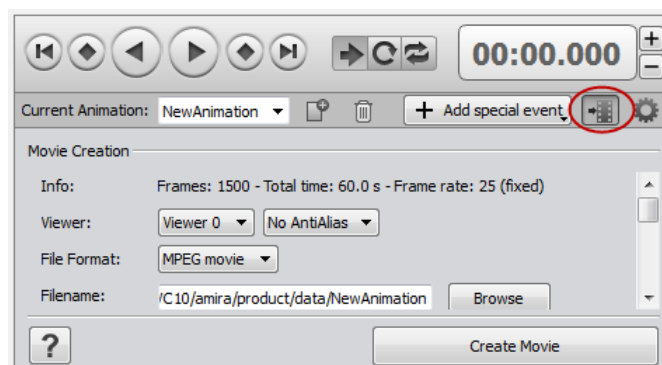 00:00.000
+
−
Current Animation: NewAnimation + Add special event
Movie Creation
Info: Frames: 1500 - Total time: 60.0 s - Frame rate: 25 (fixed)
Viewer: Viewer 0 No AntiAlias
File Format: MPEG movie
Filename: /C10/amira/product/data/NewAnimation Browse
? Create Movie